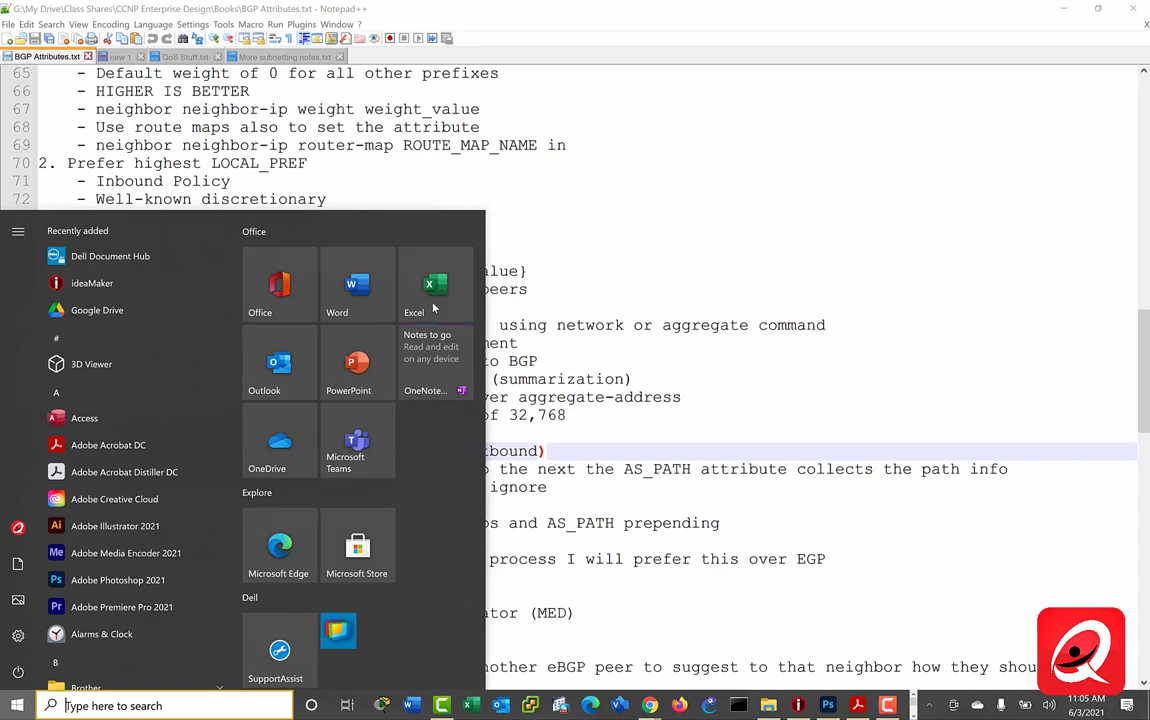 G:\My Drive\Class Shares\CCNP Enterprise Design\Books\BGP Attributes.txt - Notepad++
File Edit Search View Encoding Language Settings Tools Macro Run Plugins Window ?
BGP Attributes.txt new 1 QoS Stuff.txt More subnetting notes.txt
65 - Default weight of 0 for all other prefixes
66 - HIGHER IS BETTER
67 - neighbor neighbor-ip weight weight_value
68 - Use route maps also to set the attribute
69 - neighbor neighbor-ip router-map ROUTE_MAP_NAME in
70 2. Prefer highest LOCAL_PREF
71 - Inbound Policy
72 - Well-known discretionary
alue}
eers
using network or aggregate command
ment
to BGP
(summarization)
ver aggregate-address
of 32,768
tbound)
o the next the AS_PATH attribute collects the path info
ignore
ps and AS_PATH prepending
process I will prefer this over EGP
ator (MED)
nother eBGP peer to suggest to that neighbor how they shou
Recently added
Dell Document Hub
ideaMaker
Google Drive
#
3D Viewer
A
Access
Adobe Acrobat DC
Adobe Acrobat Distiller DC
Adobe Creative Cloud
Adobe Illustrator 2021
Adobe Media Encoder 2021
Adobe Photoshop 2021
Adobe Premiere Pro 2021
Alarms & Clock
B
Brother
Office
Office
Word
Excel
Outlook
PowerPoint
Notes to go
Read and edit
on any device
OneNote...
OneDrive
Microsoft
Teams
Explore
Microsoft Edge
Microsoft Store
Dell
SupportAssist
Type here to search
11:05 AM
6/3/2021